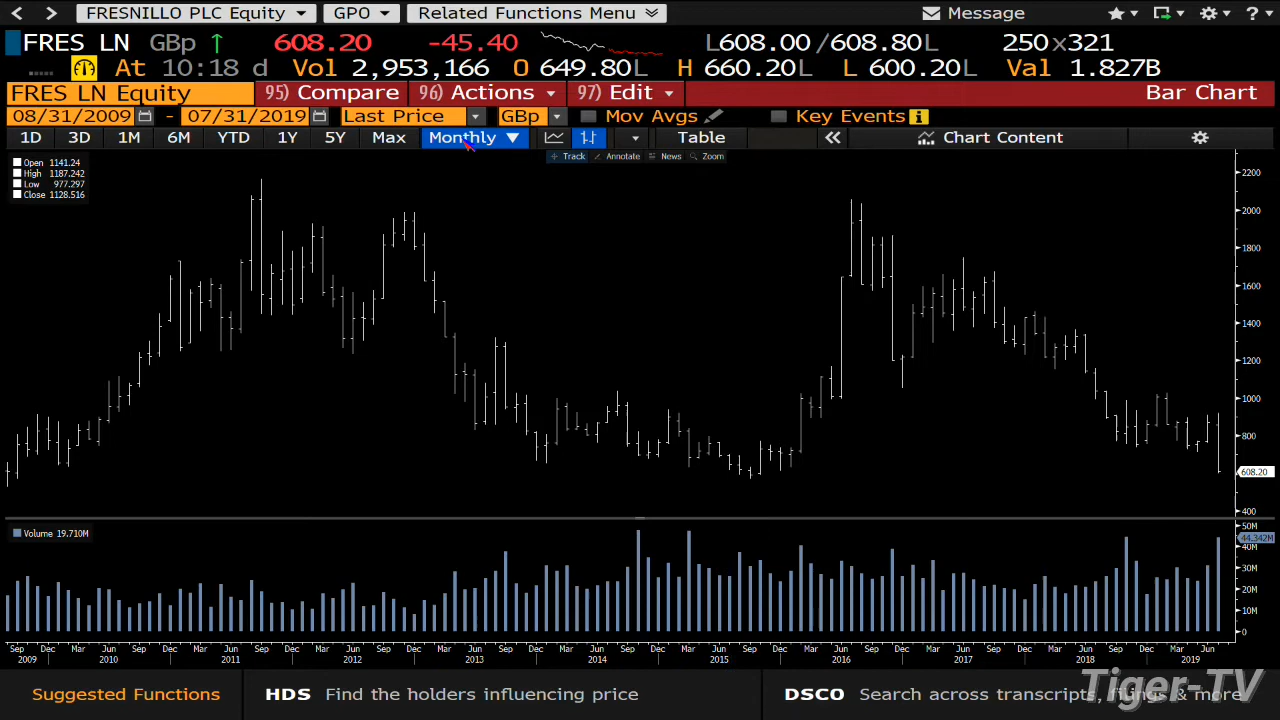 FRESNILLO PLC Equity GPO Related Functions Menu Message ?
FRES LN GBp ↑ 608.20 -45.40 L608.00 /608.80L 250x321
At 10:18 d Vol 2,953,166 O 649.80L H 660.20L L 600.20L Val 1.827B
FRES LN Equity 95) Compare 96) Actions 97) Edit Bar Chart
08/31/2009 - 07/31/2019 Last Price GBp Mov Avgs Key Events i
1D 3D 1M 6M YTD 1Y 5Y Max Monthly Table Chart Content
Track Annotate News Zoom
Open 1141.24
High 1187.242
Low 977.297
Close 1128.516
2200
2000
1800
1600
1400
1200
1000
800
608.20
400
Volume 19.710M
50M
44.342M
40M
30M
20M
10M
0
Sep Dec Mar Jun Sep Dec Mar Jun Sep Dec Mar Jun Sep Dec Mar Jun Sep Dec Mar Jun Sep Dec Mar Jun Sep Dec Mar Jun Sep Dec Mar Jun Sep Dec Mar Jun Sep Dec Mar Jun
2009 2010 2011 2012 2013 2014 2015 2016 2017 2018 2019
Suggested Functions HDS Find the holders influencing price DSCO Search across transcripts, filings & more
Tiger-TV